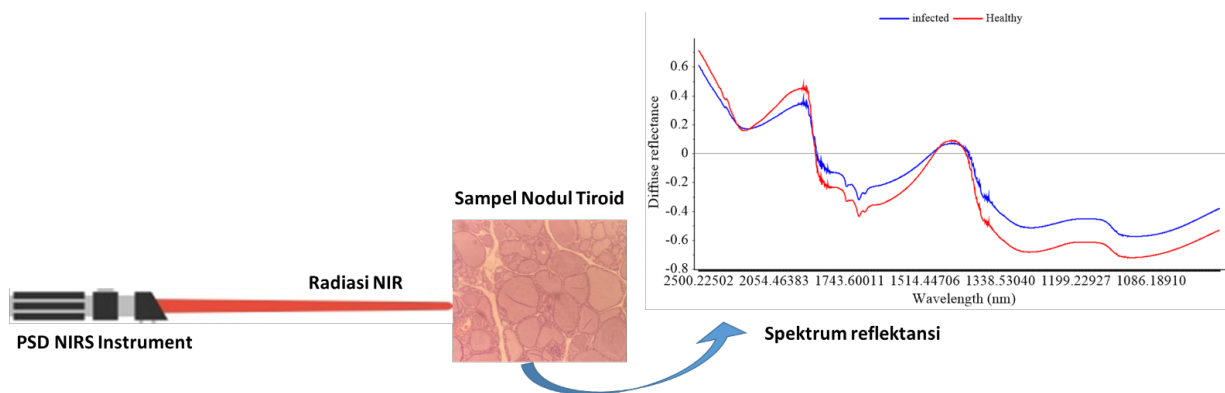 PSD NIRS Instrument
Radiasi NIR
Sampel Nodul Tiroid
infected
Healthy
Diffuse reflectance
0.6
0.4
0.2
0
-0.2
-0.4
-0.6
-0.8
2500.22502 2054.46383 1743.60011 1514.44706 1338.53040 1199.22927 1086.18910
Wavelength (nm)
Spektrum reflektansi